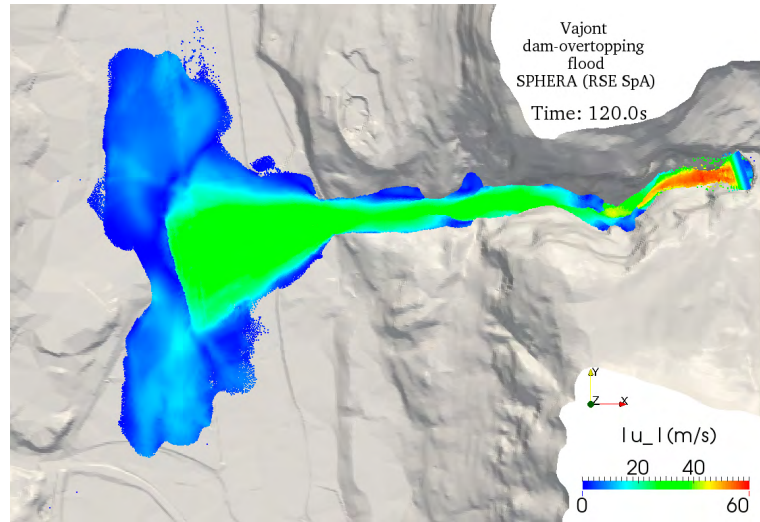 Vajont
dam-overtopping
flood
SPHERA (RSE SpA)
Time: 120.0s
Y
Z X
|u_|(m/s)
20 40
0 60